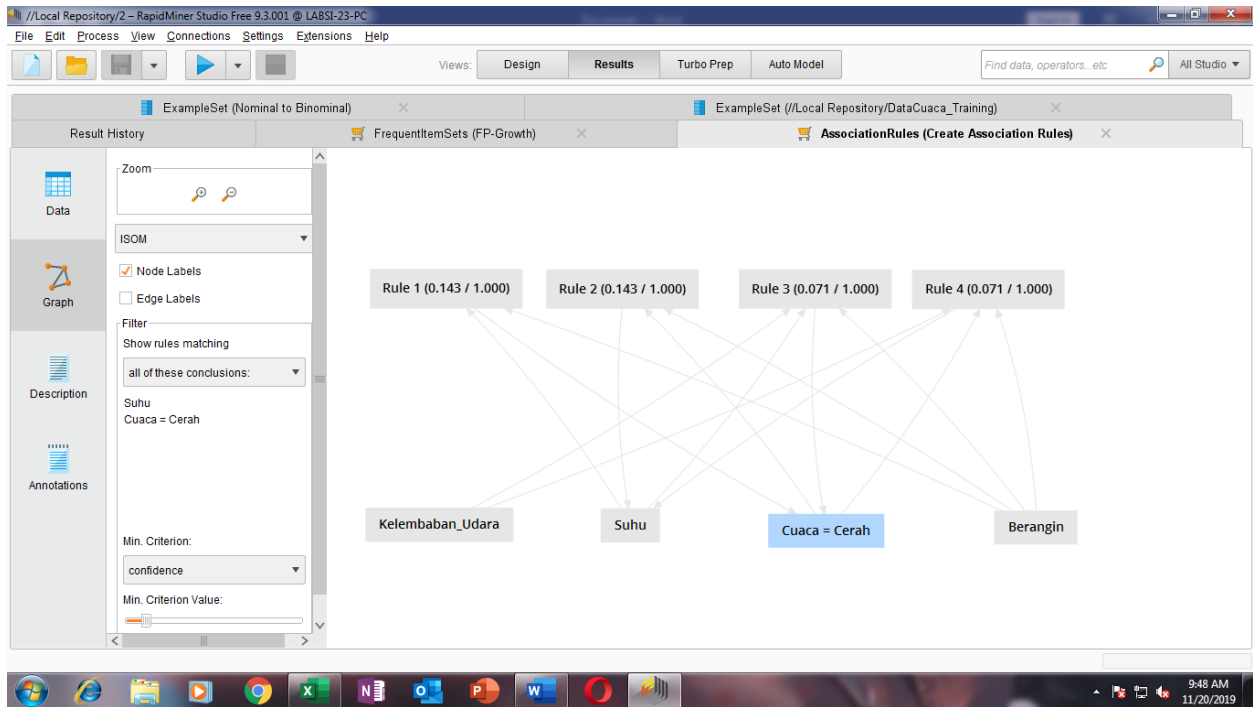 //Local Repository/2 – RapidMiner Studio Free 9.3.001 @ LABSI-23-PC
File Edit Process View Connections Settings Extensions Help
Views: Design Results Turbo Prep Auto Model Find data, operators...etc All Studio
ExampleSet (Nominal to Binominal) ExampleSet (//Local Repository/DataCuaca_Training)
Result History FrequentItemSets (FP-Growth) AssociationRules (Create Association Rules)
Data
Graph
Description
Annotations
Zoom
ISOM
Node Labels
Edge Labels
Filter
Show rules matching
all of these conclusions:
Suhu
Cuaca = Cerah
Min. Criterion:
confidence
Min. Criterion Value:
Rule 1 (0.143 / 1.000) Rule 2 (0.143 / 1.000) Rule 3 (0.071 / 1.000) Rule 4 (0.071 / 1.000)
Kelembaban_Udara Suhu Cuaca = Cerah Berangin
9:48 AM
11/20/2019